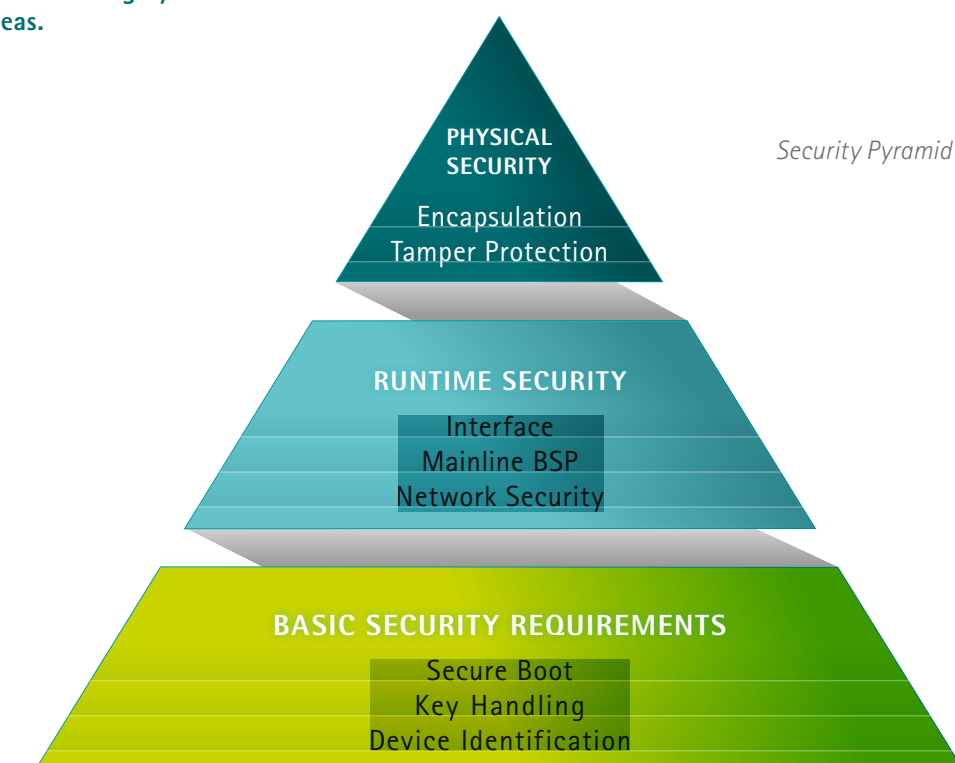 eas.
PHYSICAL
SECURITY
Security Pyramid
Encapsulation
Tamper Protection
RUNTIME SECURITY
Interface
Mainline BSP
Network Security
BASIC SECURITY REQUIREMENTS
Secure Boot
Key Handling
Device Identification